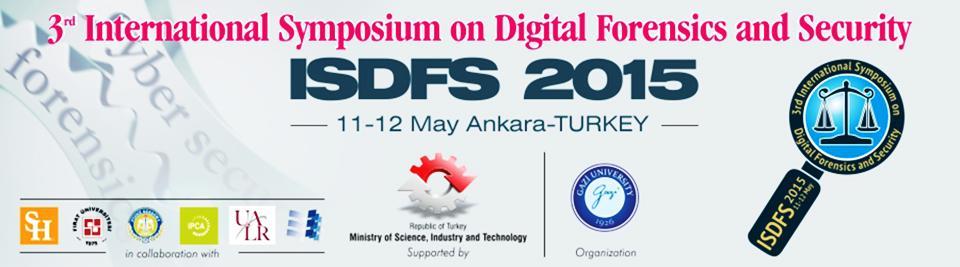 3rd International Symposium on Digital Forensics and Security
ISDFS 2015
11-12 May Ankara-TURKEY
cyber secu
forensics
3rd International Symposium on
Digital Forensics and Security
ISDFS 2015
11-12 May
SH
FIRAT ÜNİVERSİTESİ
1975
IPCA
UALR
in collaboration with
Republic of Turkey
Ministry of Science, Industry and Technology
Supported by
GAZI UNIVERSITY
Gazi
1926
Organization